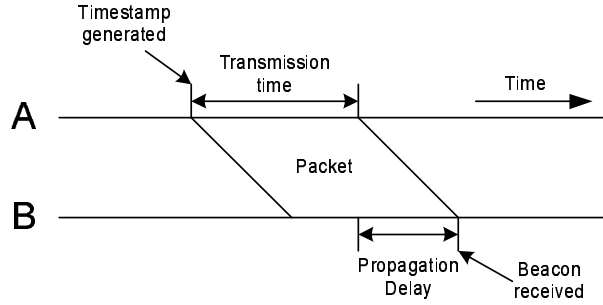 Timestamp
generated
Transmission
time
Time
A
Packet
B
Propagation
Delay
Beacon
received